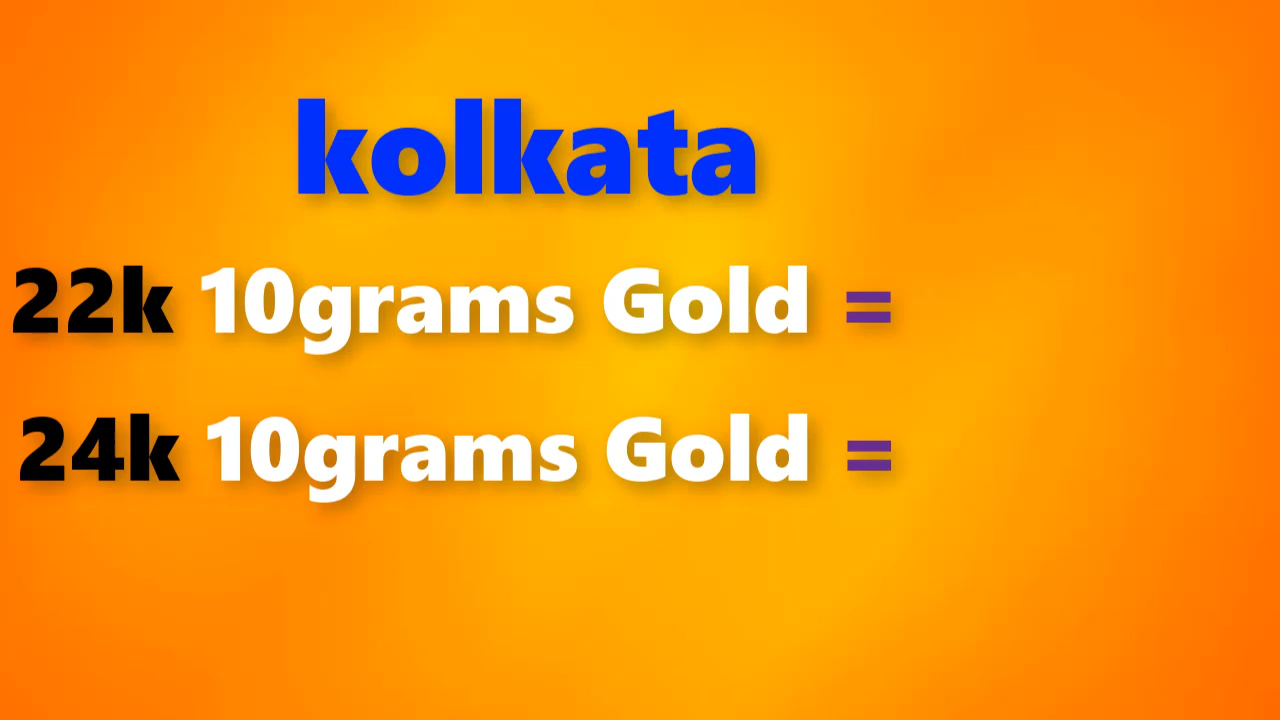 kolkata
22k 10grams Gold =
24k 10grams Gold =